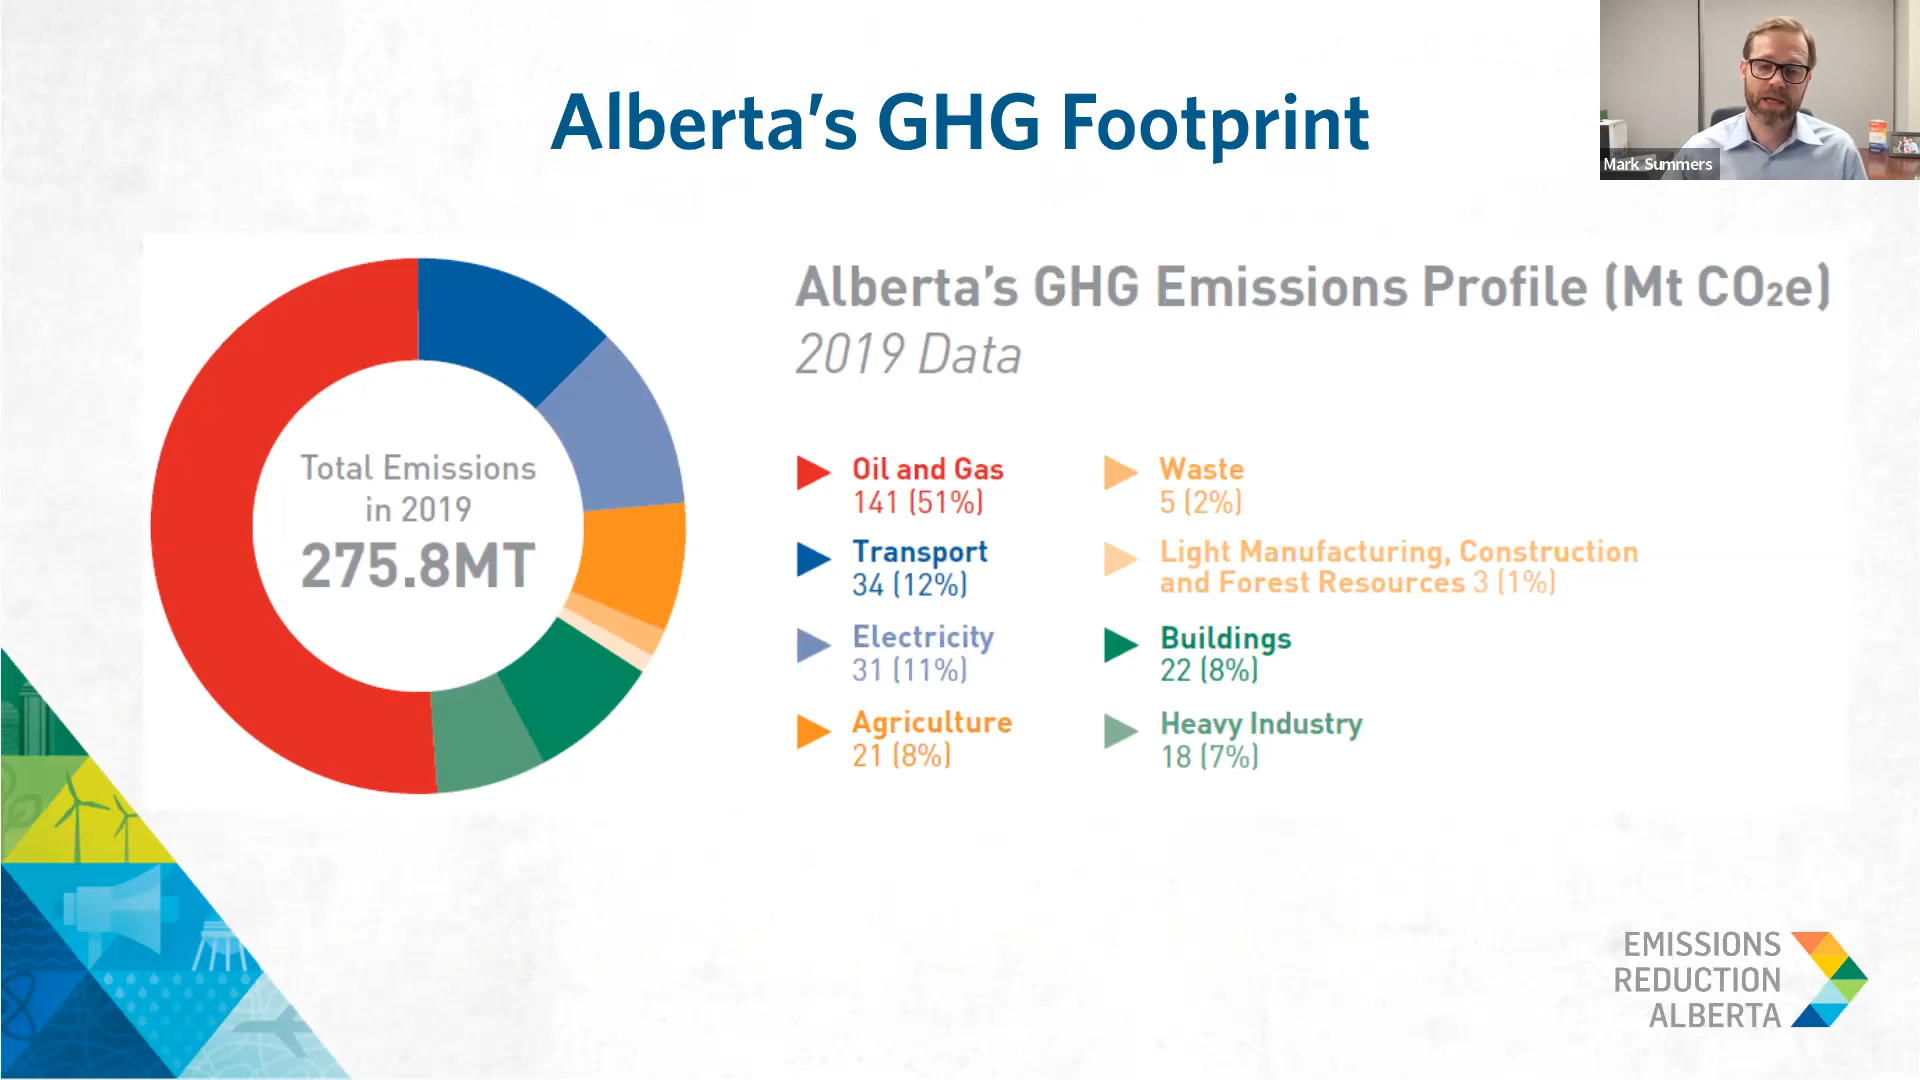 Alberta’s GHG Footprint
Mark Summers
Total Emissions
in 2019
275.8MT
Alberta’s GHG Emissions Profile (Mt CO₂e)
2019 Data
Oil and Gas
141 (51%)
Transport
34 (12%)
Electricity
31 (11%)
Agriculture
21 (8%)
Waste
5 (2%)
Light Manufacturing, Construction
and Forest Resources 3 (1%)
Buildings
22 (8%)
Heavy Industry
18 (7%)
EMISSIONS
REDUCTION
ALBERTA